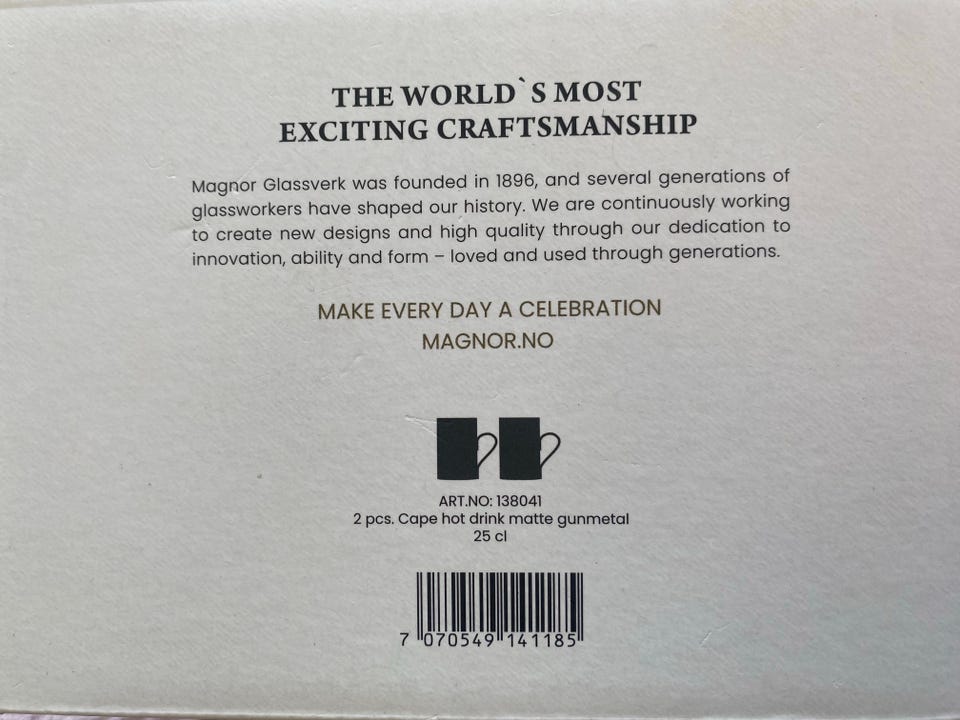 THE WORLD`S MOST
EXCITING CRAFTSMANSHIP
Magnor Glassverk was founded in 1896, and several generations of
glassworkers have shaped our history. We are continuously working
to create new designs and high quality through our dedication to
innovation, ability and form – loved and used through generations.
MAKE EVERY DAY A CELEBRATION
MAGNOR.NO
ART.NO: 138041
2 pcs. Cape hot drink matte gunmetal
25 cl
7 070549 141185